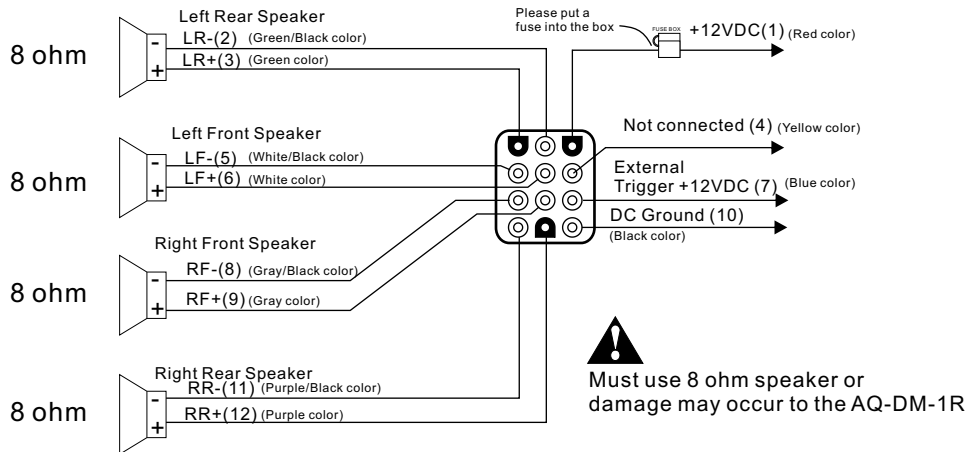 Left Rear Speaker
LR-(2) (Green/Black color)
LR+(3) (Green color)
8 ohm
-
+
Please put a
fuse into the box
FUSE BOX
+12VDC(1) (Red color)
Left Front Speaker
LF-(5) (White/Black color)
LF+(6) (White color)
8 ohm
-
+
Not connected (4) (Yellow color)
External
Trigger +12VDC (7) (Blue color)
DC Ground (10)
(Black color)
Right Front Speaker
RF-(8) (Gray/Black color)
RF+(9) (Gray color)
8 ohm
-
+
Right Rear Speaker
RR-(11) (Purple/Black color)
RR+(12) (Purple color)
8 ohm
-
+
!
Must use 8 ohm speaker or
damage may occur to the AQ-DM-1R